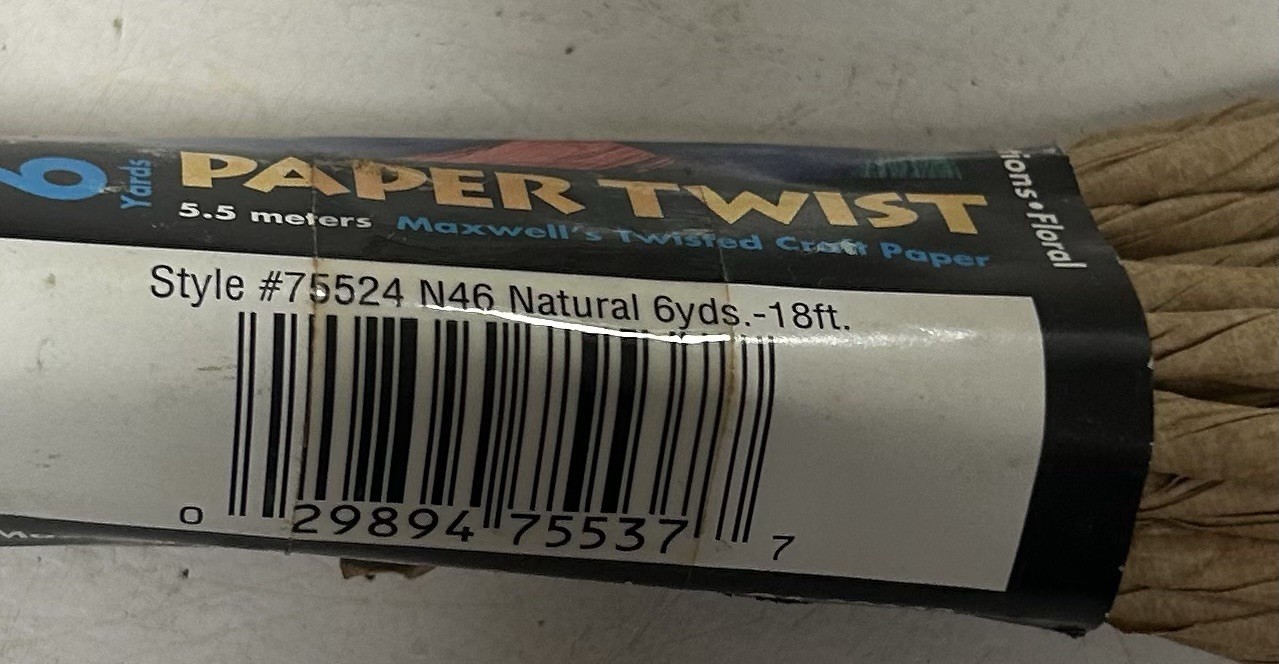 6 Yards PAPER TWIST
5.5 meters Maxwell's Twisted Craft Paper
Floral
Style #75524 N46 Natural 6yds.-18ft.
0 29894 75537 7